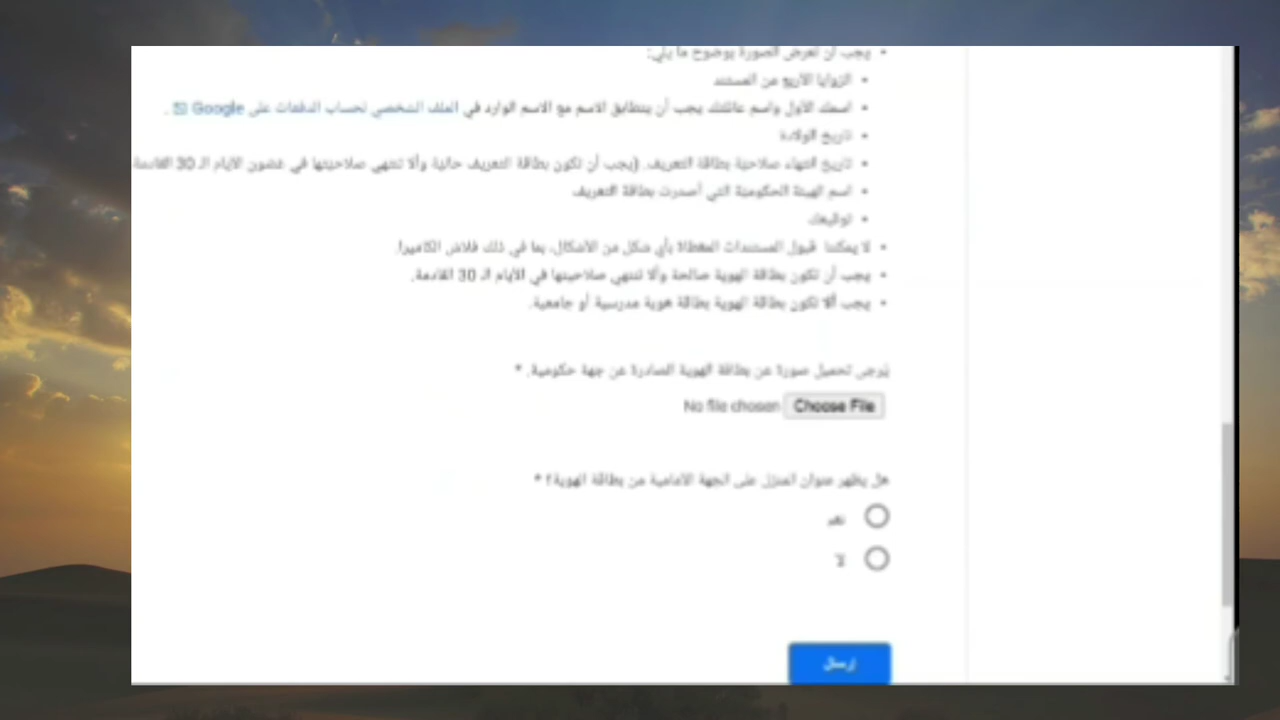 يجب أن تعرض الصورة بوضوح ما يلي:
الزوايا الأربع من المستند
اسمك الأول واسم عائلتك يجب أن يتطابق الاسم مع الاسم الوارد في الملف الشخصي لحساب الدفعات على Google.
تاريخ الولادة
تاريخ انتهاء صلاحية بطاقة التعريف. (يجب أن تكون بطاقة التعريف حالية وألا تنتهي صلاحيتها في غضون الأيام الـ 30 القادمة
اسم الهيئة الحكومية التي أصدرت بطاقة التعريف
توقيعك
لا يمكننا قبول المستندات المغطاة بأي شكل من الأشكال، بما في ذلك فلاش الكاميرا.
يجب أن تكون بطاقة الهوية صالحة وألا تنتهي صلاحيتها في الأيام الـ 30 القادمة.
يجب ألا تكون بطاقة الهوية بطاقة هوية مدرسية أو جامعية.
يُرجى تحميل صورة عن بطاقة الهوية الصادرة عن جهة حكومية. *
Choose File No file chosen
هل يظهر عنوان المنزل على الجهة الأمامية من بطاقة الهوية؟ *
نعم
لا
إرسال